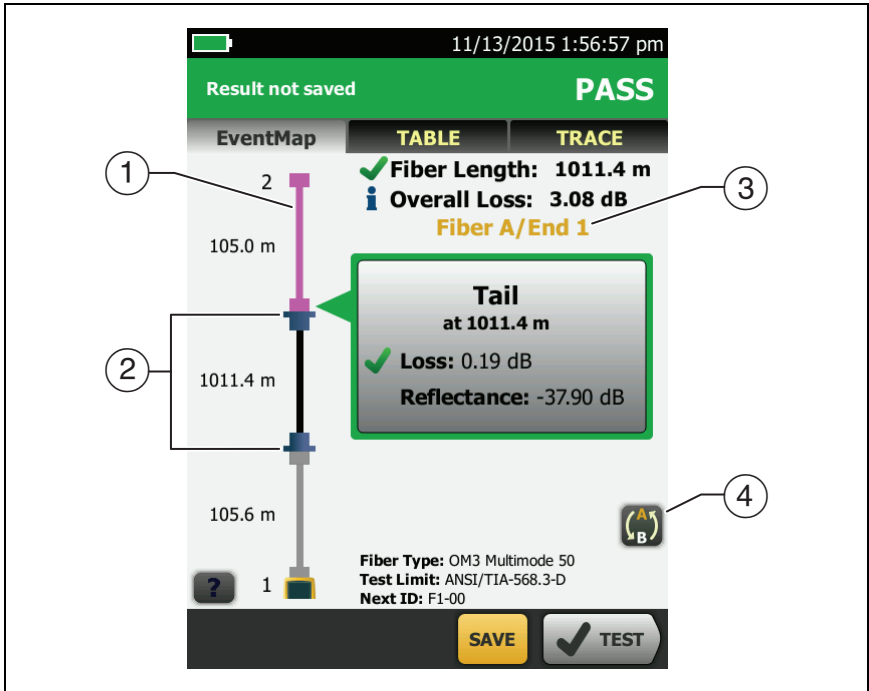 11/13/2015 1:56:57 pm
Result not saved PASS
EventMap TABLE TRACE
1
2
Fiber Length: 1011.4 m
i Overall Loss: 3.08 dB
3
Fiber A/End 1
105.0 m
Tail
at 1011.4 m
Loss: 0.19 dB
Reflectance: -37.90 dB
2
1011.4 m
105.6 m
A
B
4
Fiber Type: OM3 Multimode 50
Test Limit: ANSI/TIA-568.3-D
Next ID: F1-00
?
1
SAVE TEST